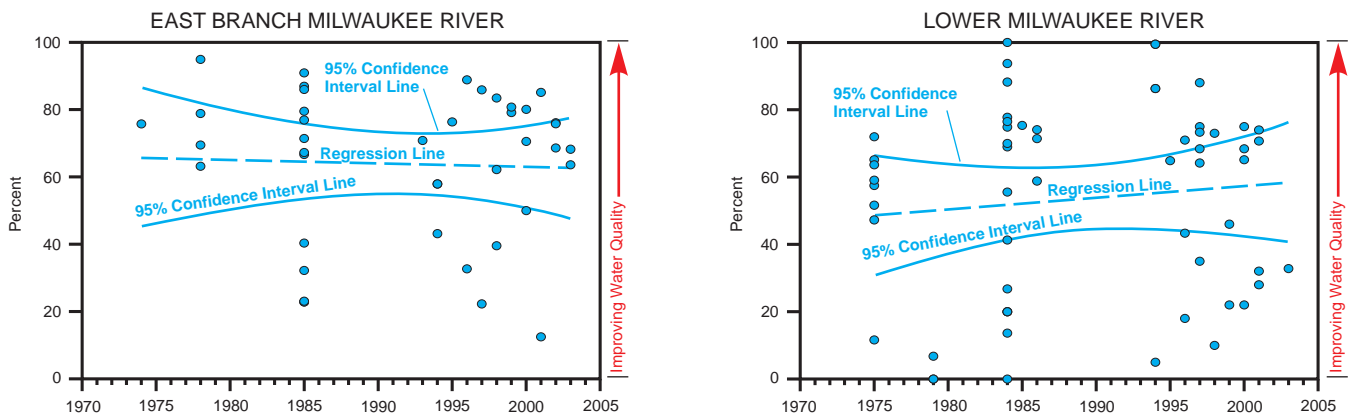 EAST BRANCH MILWAUKEE RIVER
Percent
100
80
60
40
20
0
95% Confidence
Interval Line
Regression Line
95% Confidence Interval Line
1970 1975 1980 1985 1990 1995 2000 2005
Improving Water Quality
LOWER MILWAUKEE RIVER
Percent
100
80
60
40
20
0
95% Confidence
Interval Line
Regression Line
95% Confidence Interval Line
1970 1975 1980 1985 1990 1995 2000 2005
Improving Water Quality